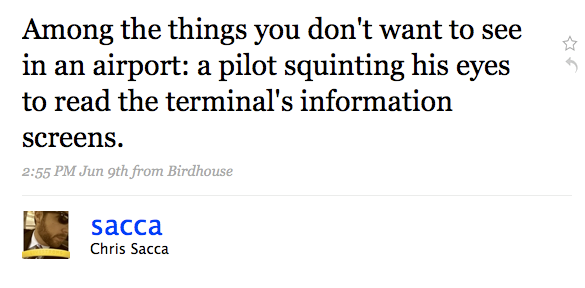 Among the things you don't want to see
in an airport: a pilot squinting his eyes
to read the terminal's information
screens.
2:55 PM Jun 9th from Birdhouse
sacca
Chris Sacca